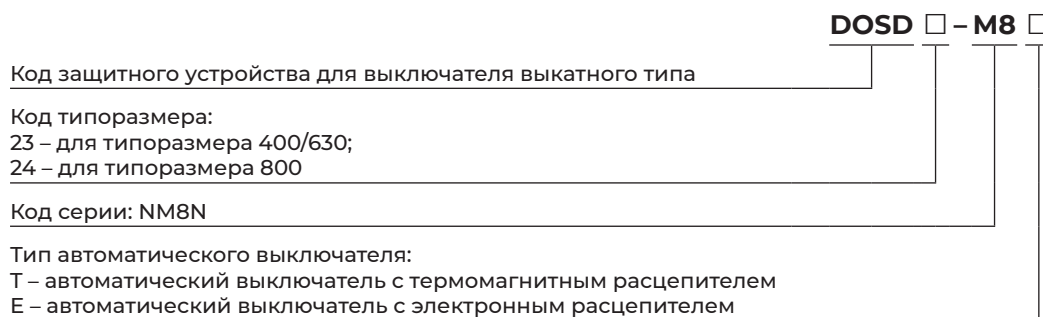 DOSD □ – M8 □
Код защитного устройства для выключателя выкатного типа
Код типоразмера:
23 – для типоразмера 400/630;
24 – для типоразмера 800
Код серии: NM8N
Тип автоматического выключателя:
Т – автоматический выключатель с термомагнитным расцепителем
Е – автоматический выключатель с электронным расцепителем